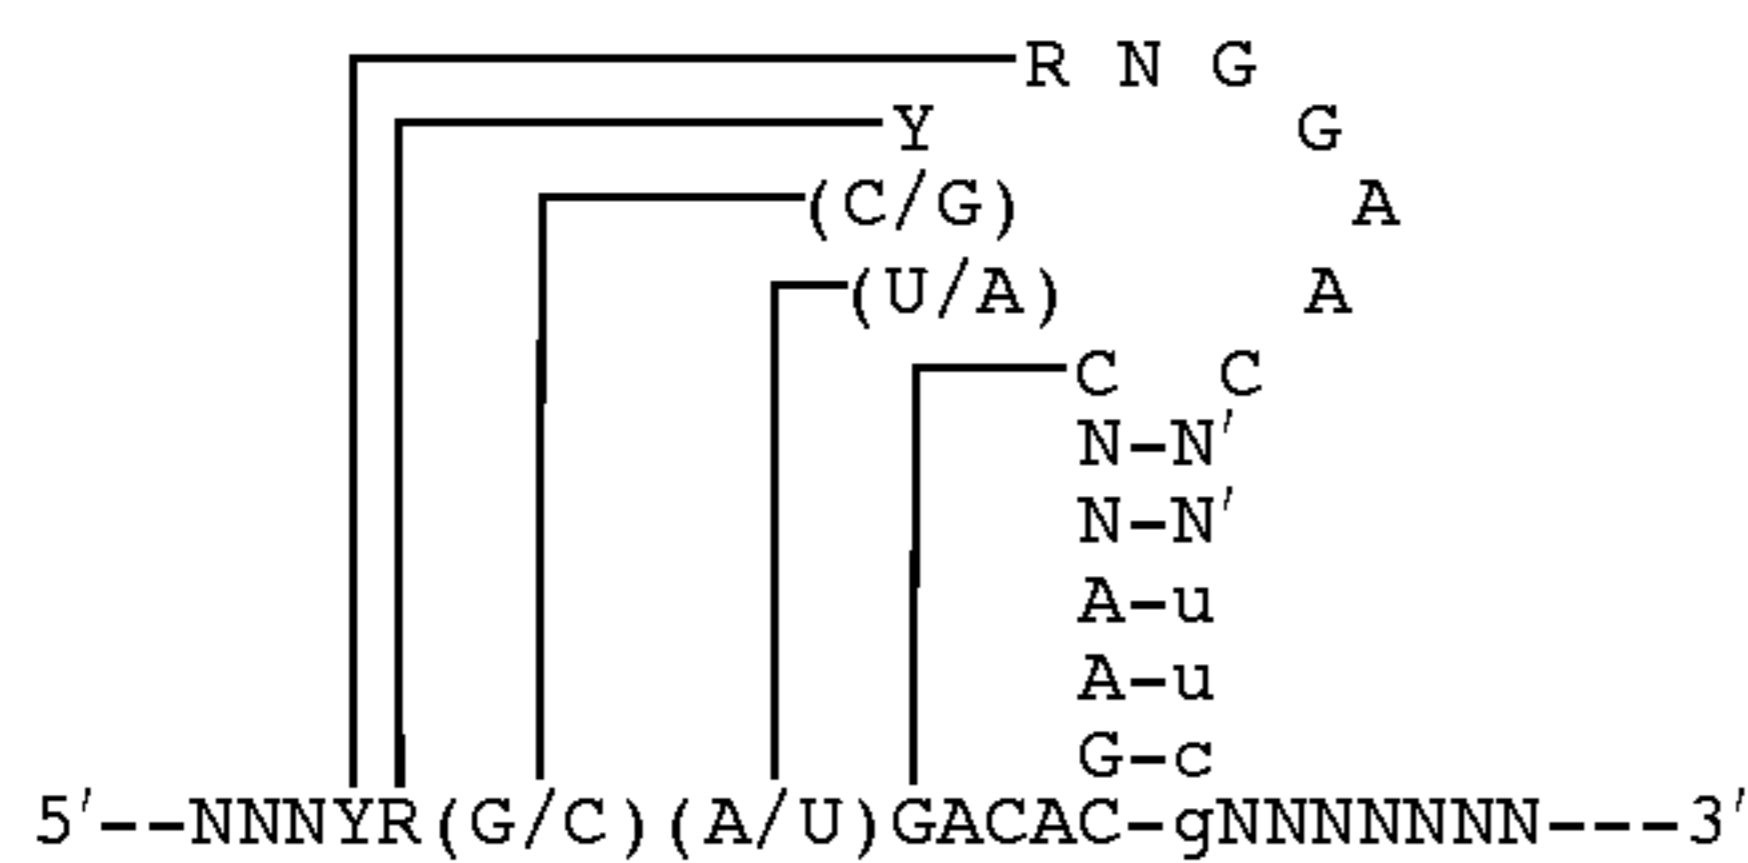 R N G
Y G
(C/G) A
(U/A) A
C C
N-N'
N-N'
A-u
A-u
G-c
5'--NNNYR(G/C)(A/U)GACAC-gNNNNNNN---3'